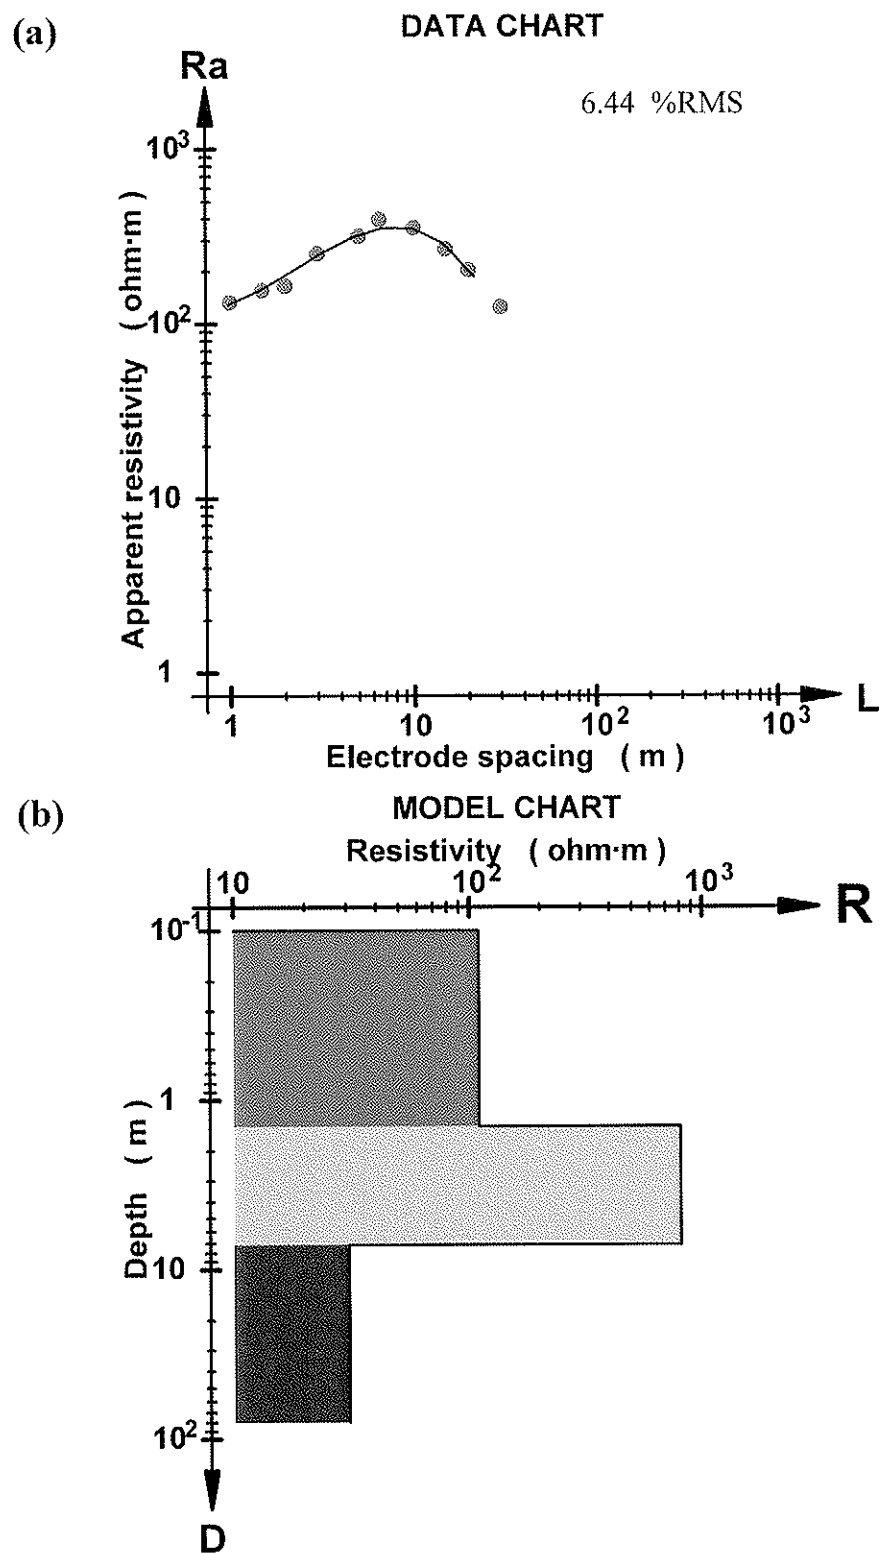 (a)
DATA CHART
Ra
6.44 %RMS
10³
10²
10
1
Apparent resistivity ( ohm·m )
1 10 10² 10³
L
Electrode spacing ( m )
(b)
MODEL CHART
Resistivity ( ohm·m )
10 10² 10³
R
10⁻¹
1
10
10²
Depth ( m )
D